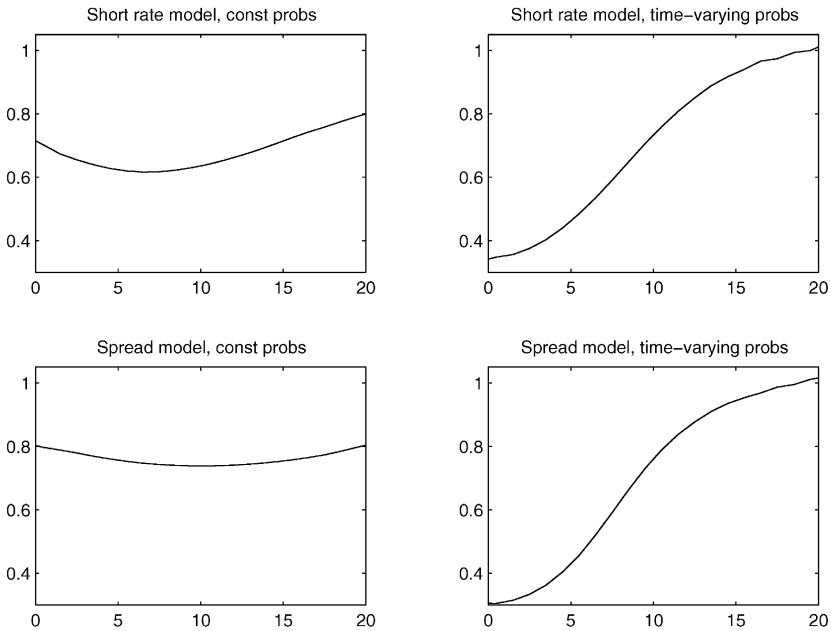 Short rate model, const probs
1
0.8
0.6
0.4
0 5 10 15 20
Short rate model, time−varying probs
1
0.8
0.6
0.4
0 5 10 15 20
Spread model, const probs
1
0.8
0.6
0.4
0 5 10 15 20
Spread model, time−varying probs
1
0.8
0.6
0.4
0 5 10 15 20